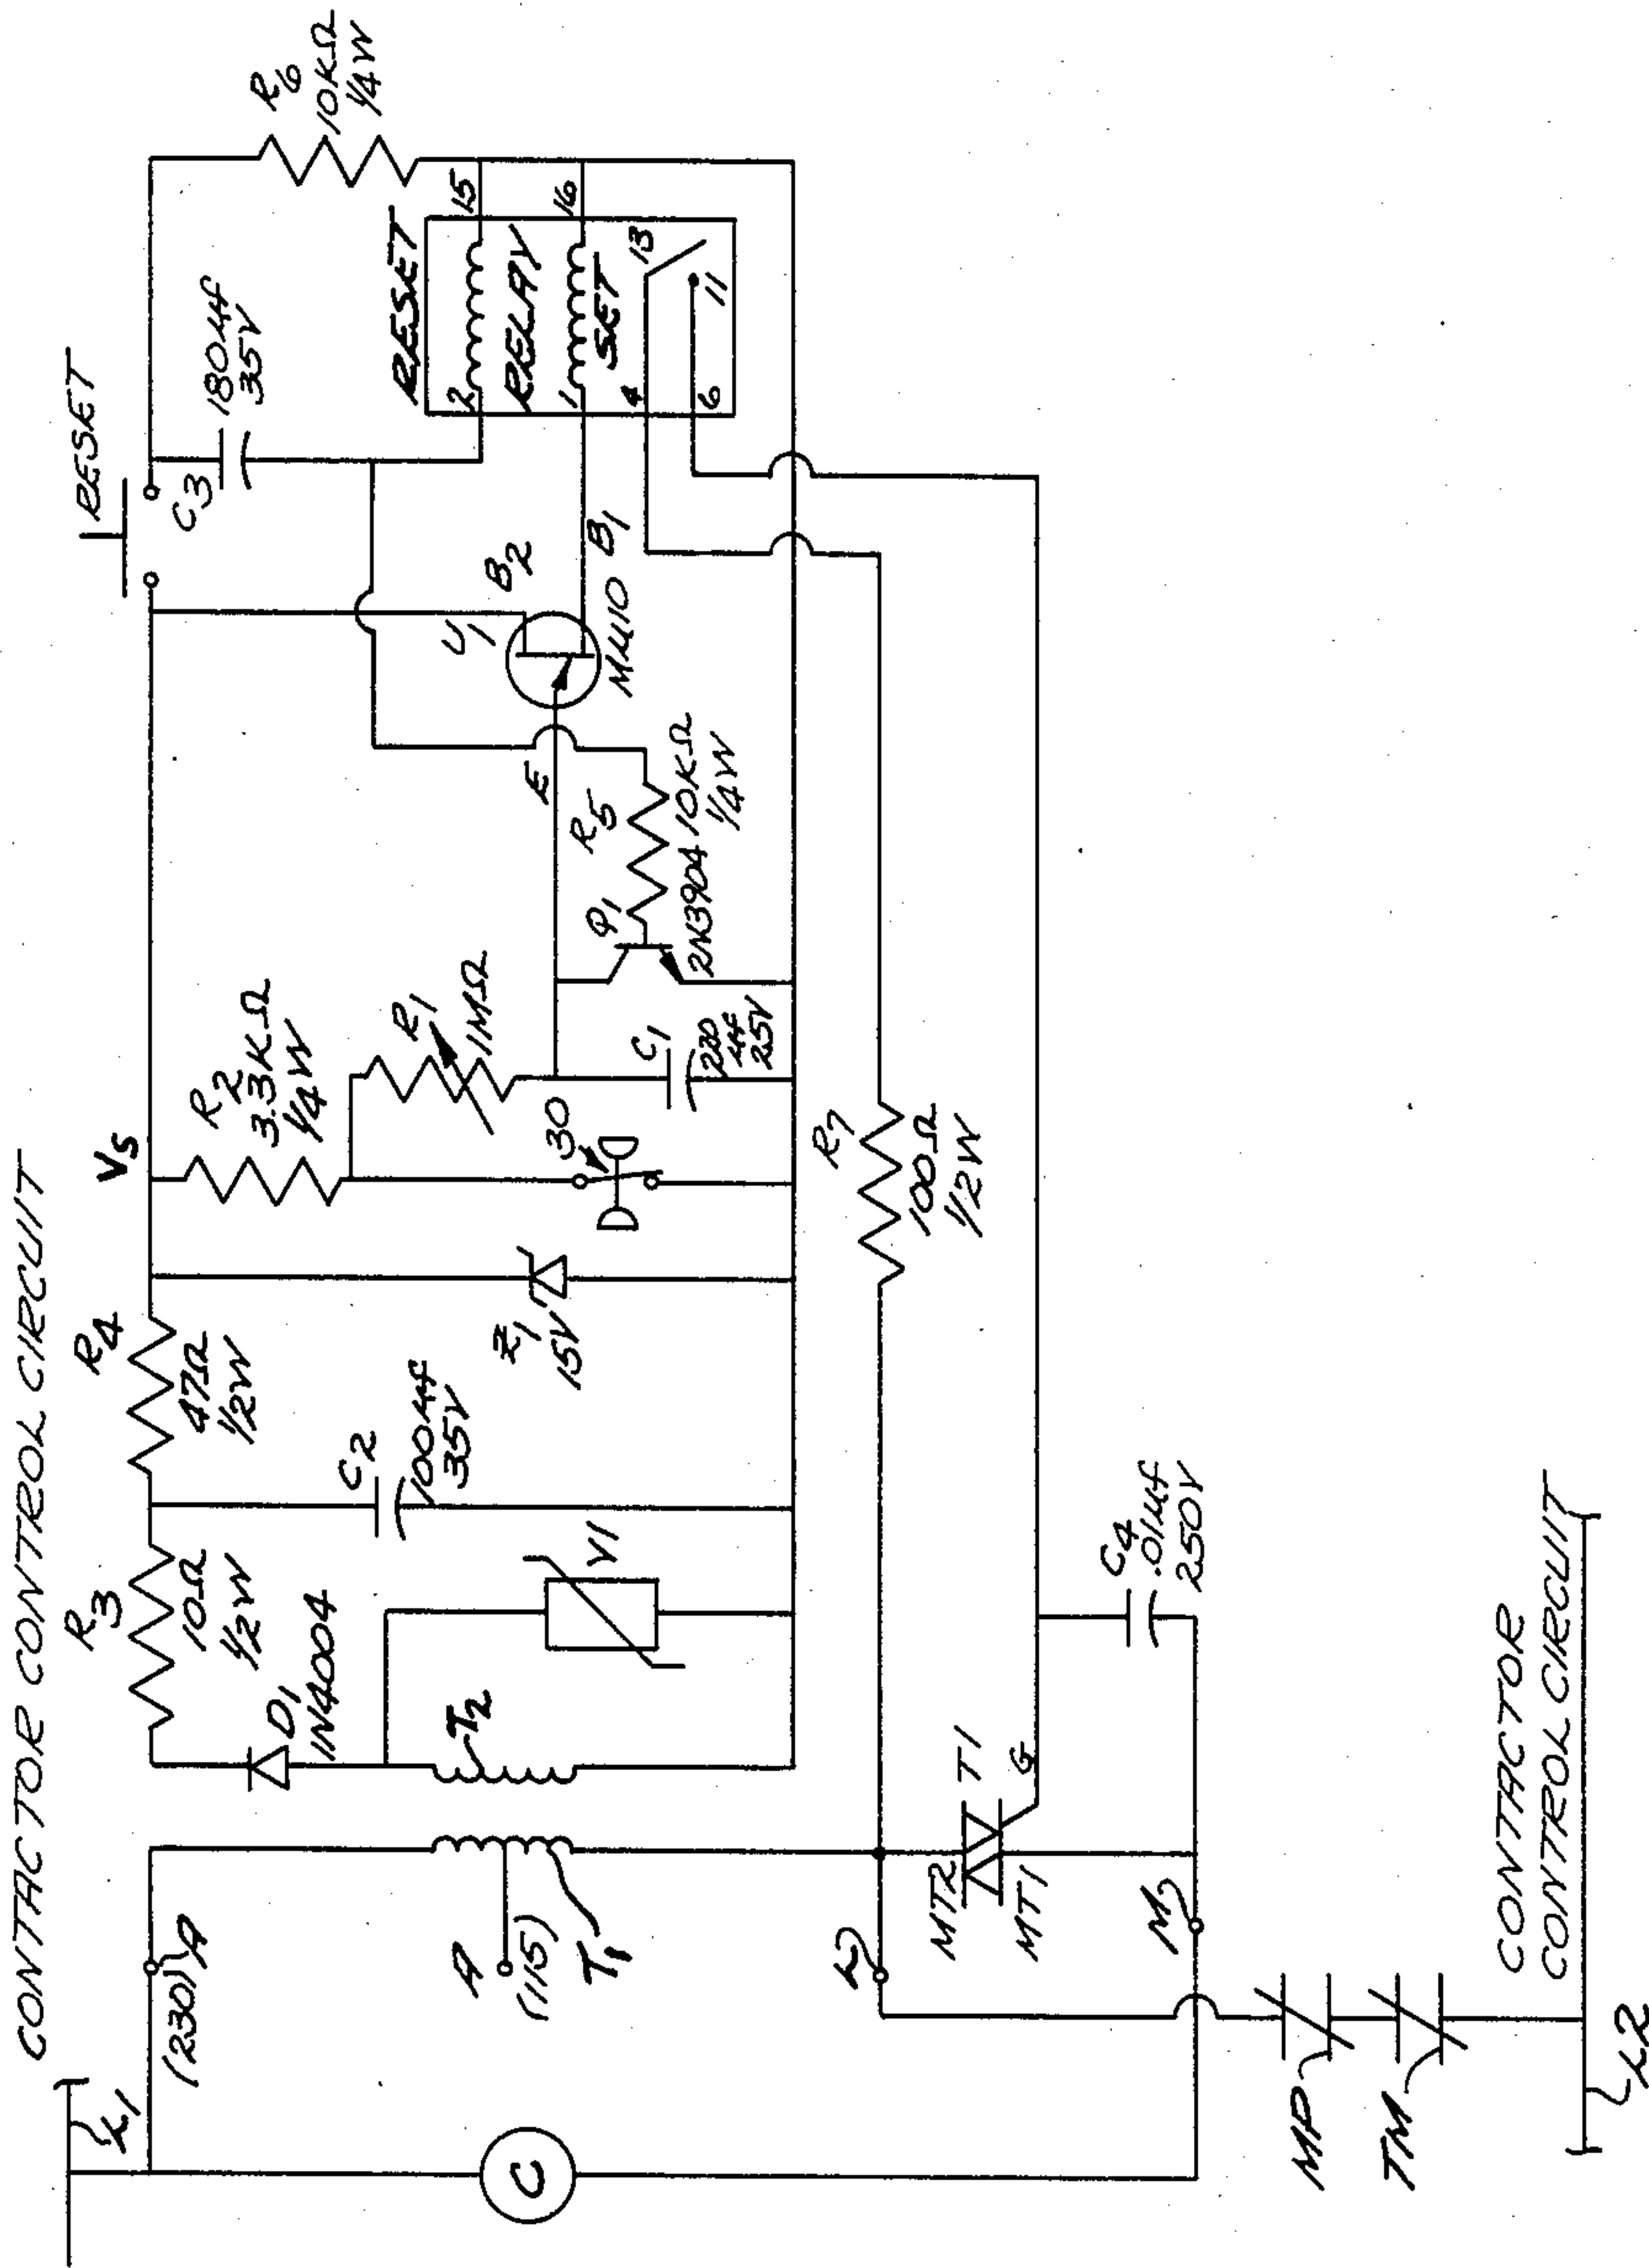 CONTACTOR CONTROL CIRCUIT
L1
(230)
A
A
(115)
T1
T2
D1
1N4004
R3
10Ω
1/2W
V1
C2
100µf
35V
R4
47Ω
1/2W
Z1
15V
VS
R2
3.3KΩ
1/4W
30
R1
1MΩ
C1
220
µf
25V
Q1
2N3904
R5
10KΩ
1/4W
E
U1
B2
B1
MU10
RESET
C3
180µf
35V
R6
10KΩ
1/4W
RESET
2
15
RELAY
1
16
SET
4
13
6
11
R7
100Ω
1/2W
L
MT2
T1
MT1
G
M
C4
.01µf
250V
C
MP
TM
CONTACTOR
CONTROL CIRCUIT
L2